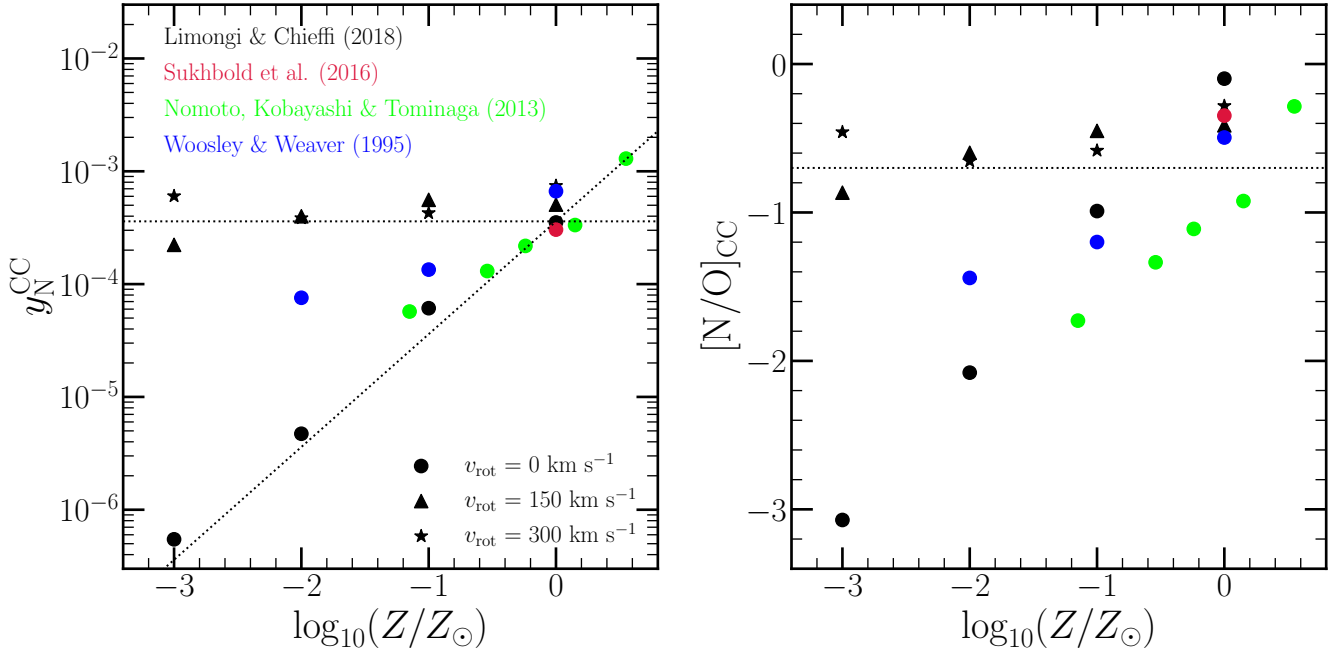 Limongi & Chieffi (2018)
Sukhbold et al. (2016)
Nomoto, Kobayashi & Tominaga (2013)
Woosley & Weaver (1995)
10⁻²
10⁻³
10⁻⁴
10⁻⁵
10⁻⁶
y_N^CC
v_rot = 0 km s⁻¹
v_rot = 150 km s⁻¹
v_rot = 300 km s⁻¹
−3 −2 −1 0
log₁₀(Z/Z☉)
0
−1
−2
−3
[N/O]_CC
−3 −2 −1 0
log₁₀(Z/Z☉)